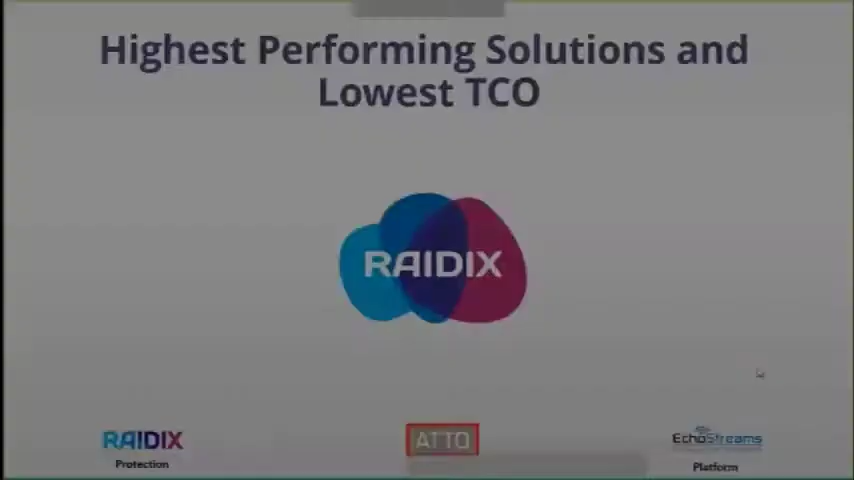 Highest Performing Solutions and
Lowest TCO
RAIDIX
RAIDIX
Protection
ATTO
EchoStreams
Platform